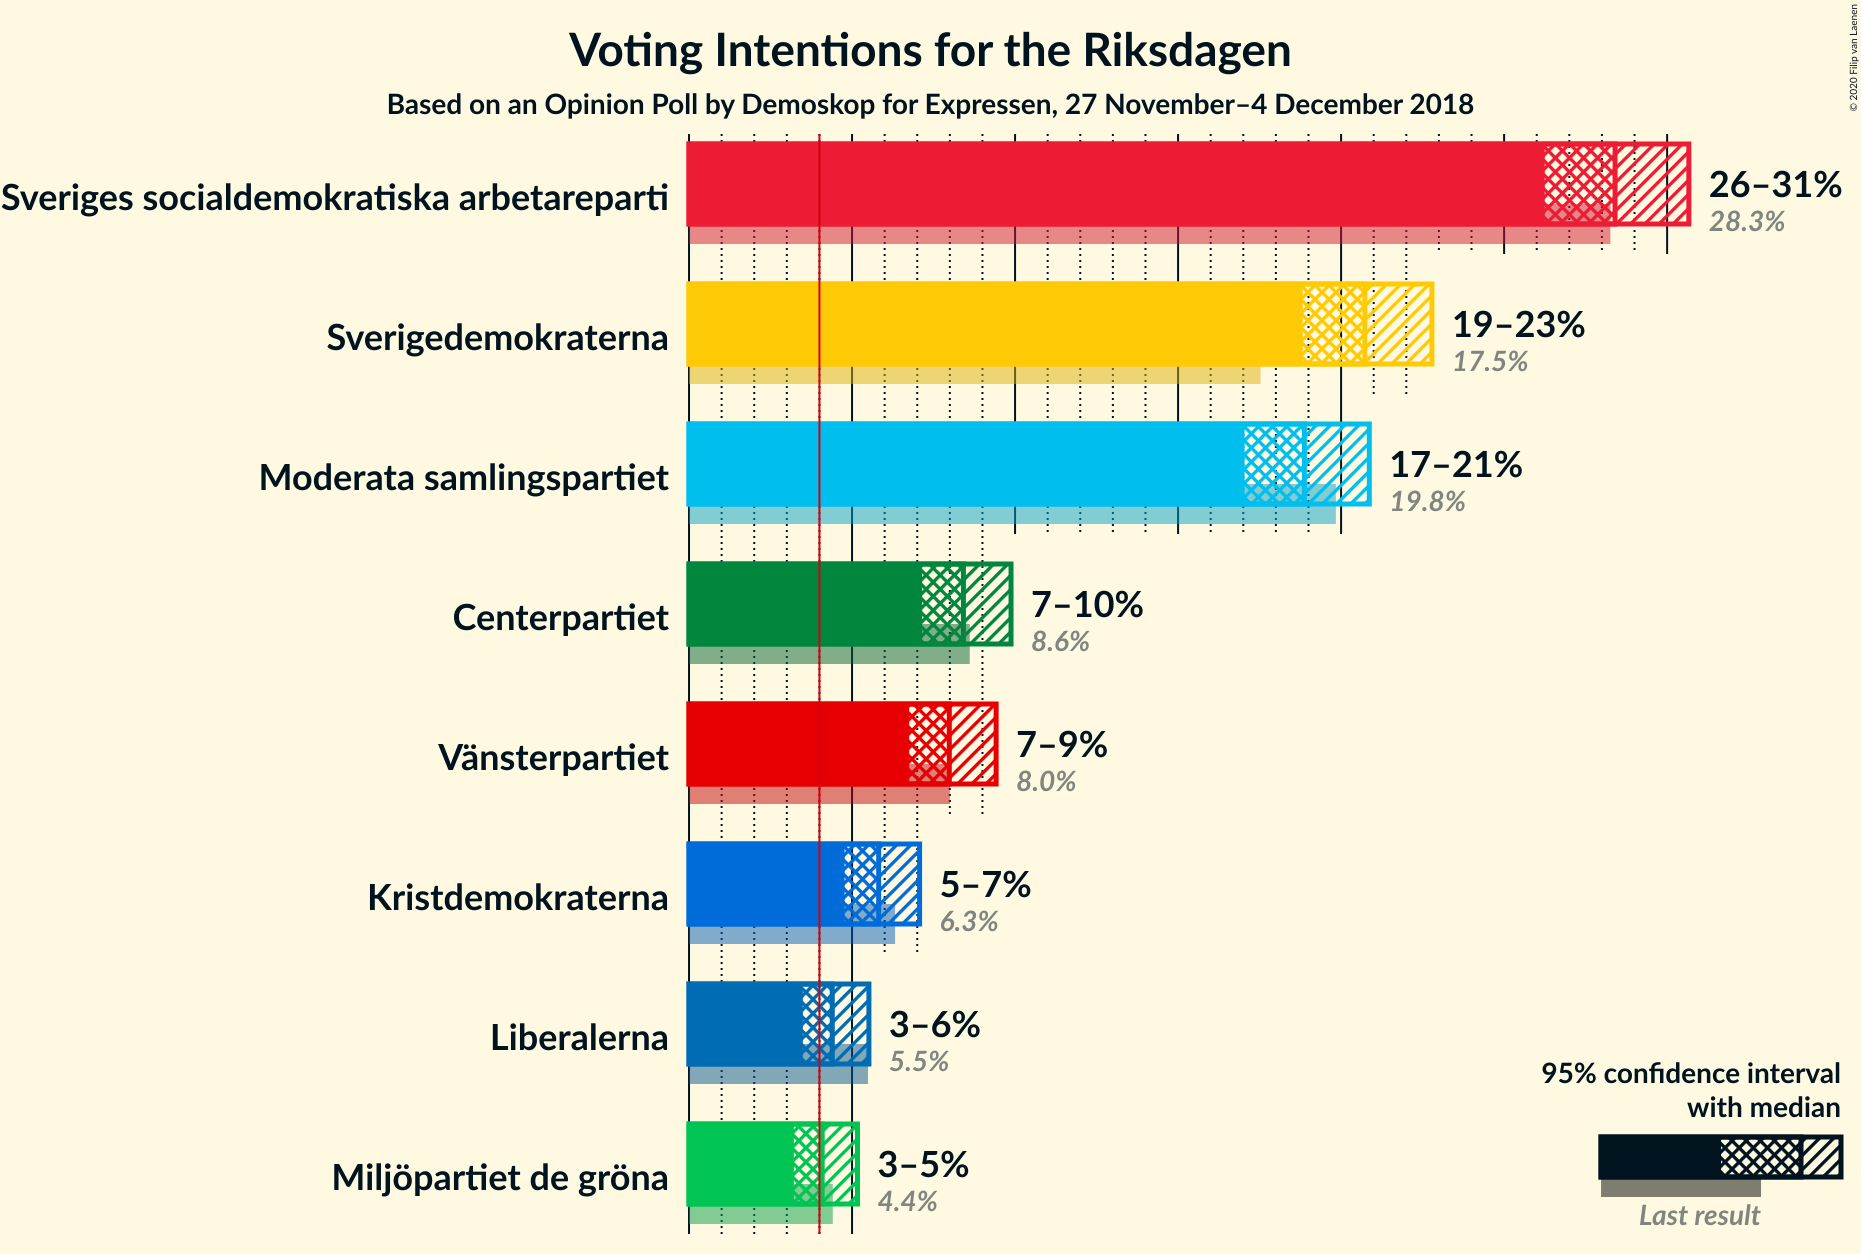 Voting Intentions for the Riksdagen
Based on an Opinion Poll by Demoskop for Expressen, 27 November–4 December 2018
© 2020 Filip van Laenen
Sveriges socialdemokratiska arbetareparti
26–31%
28.3%
Sverigedemokraterna
19–23%
17.5%
Moderata samlingspartiet
17–21%
19.8%
Centerpartiet
7–10%
8.6%
Vänsterpartiet
7–9%
8.0%
Kristdemokraterna
5–7%
6.3%
Liberalerna
3–6%
5.5%
Miljöpartiet de gröna
3–5%
4.4%
95% confidence interval
with median
Last result